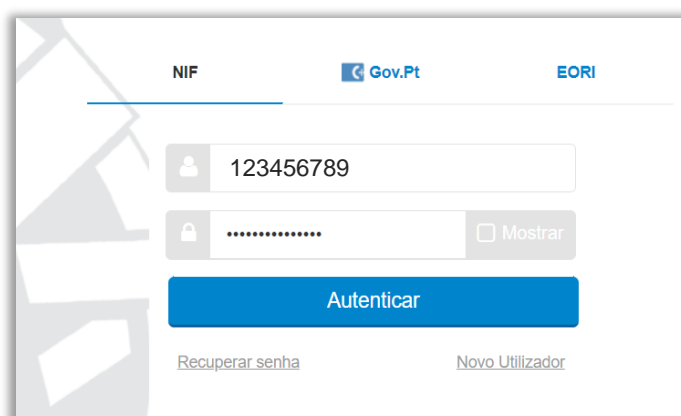 NIF Gov.Pt EORI
123456789
••••••••••••••• Mostrar
Autenticar
Recuperar senha Novo Utilizador